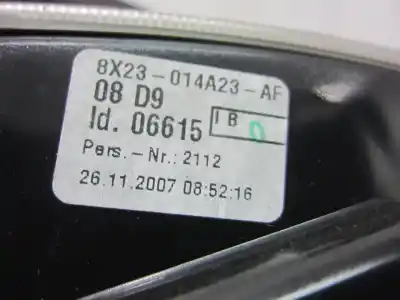 8X23-014A23-AF
08 D9
I B D
Id. 06615
Pers.-Nr.: 2112
26.11.2007 08:52:16